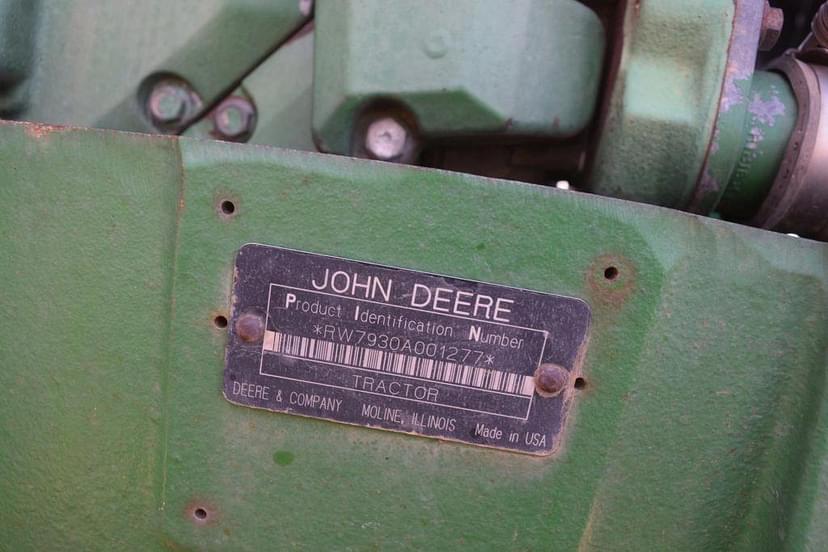 JOHN DEERE
Product Identification Number
*RW7930A001277*
TRACTOR
DEERE & COMPANY MOLINE, ILLINOIS Made in USA